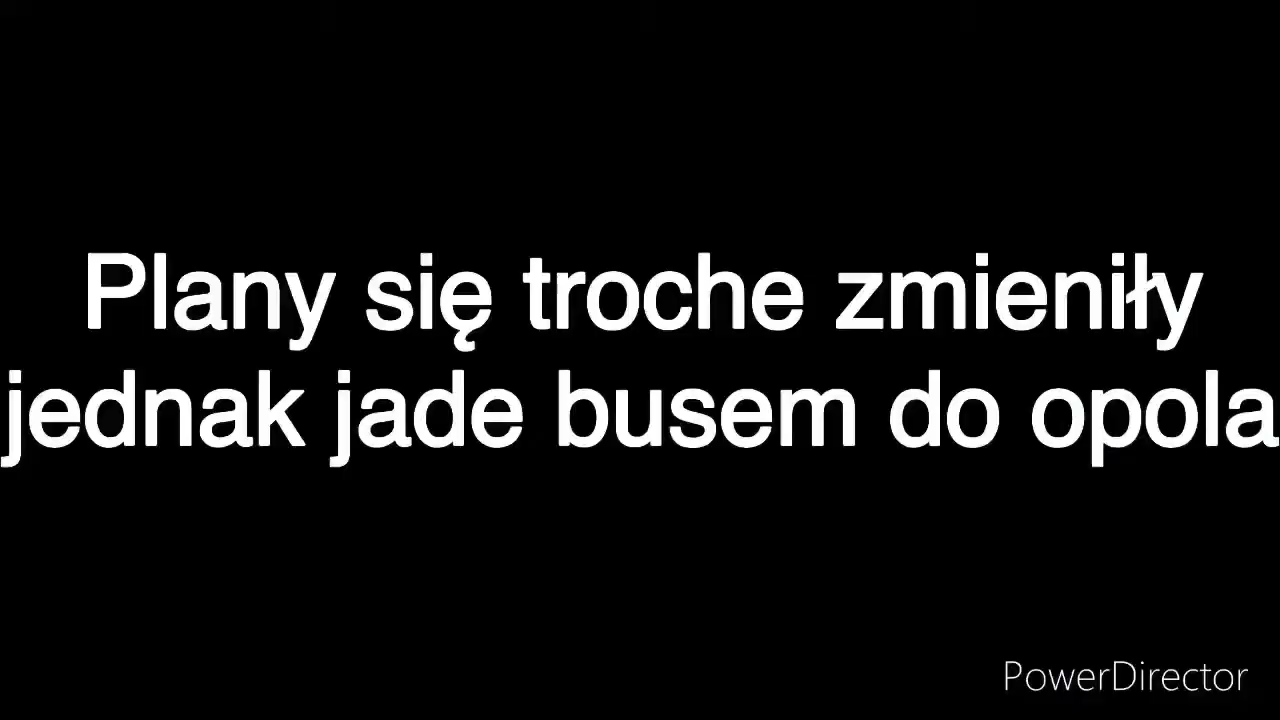 Plany się troche zmieniły
jednak jade busem do opola
PowerDirector